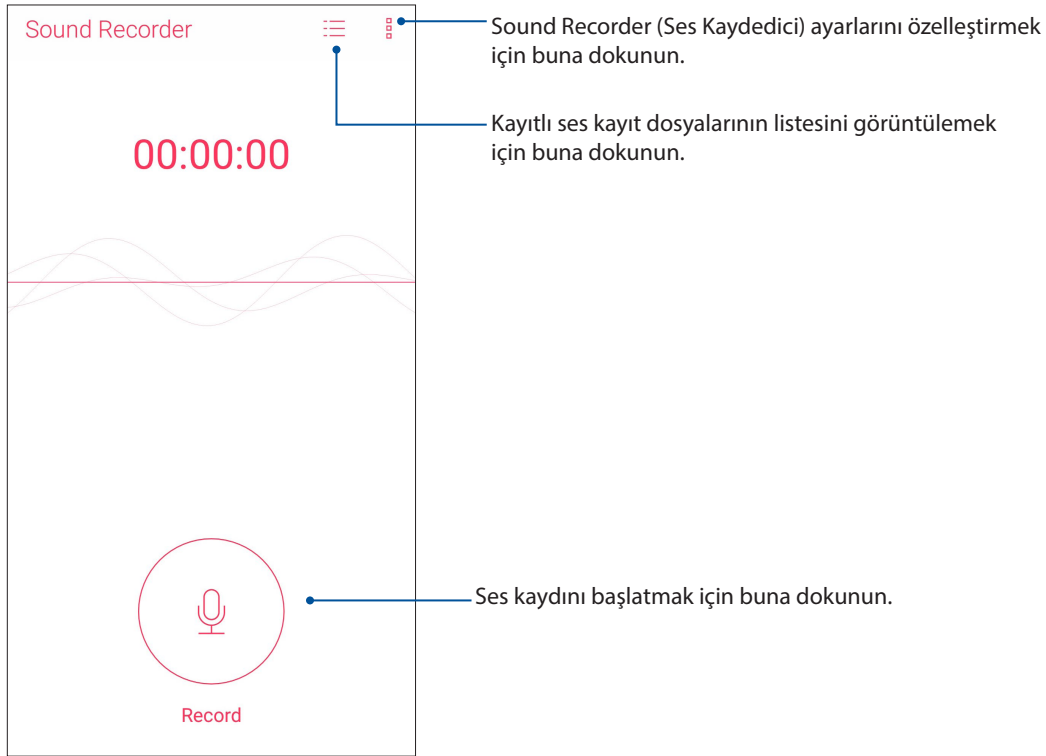 Sound Recorder
Sound Recorder (Ses Kaydedici) ayarlarını özelleştirmek
için buna dokunun.
Kayıtlı ses kayıt dosyalarının listesini görüntülemek
için buna dokunun.
00:00:00
Ses kaydını başlatmak için buna dokunun.
Record